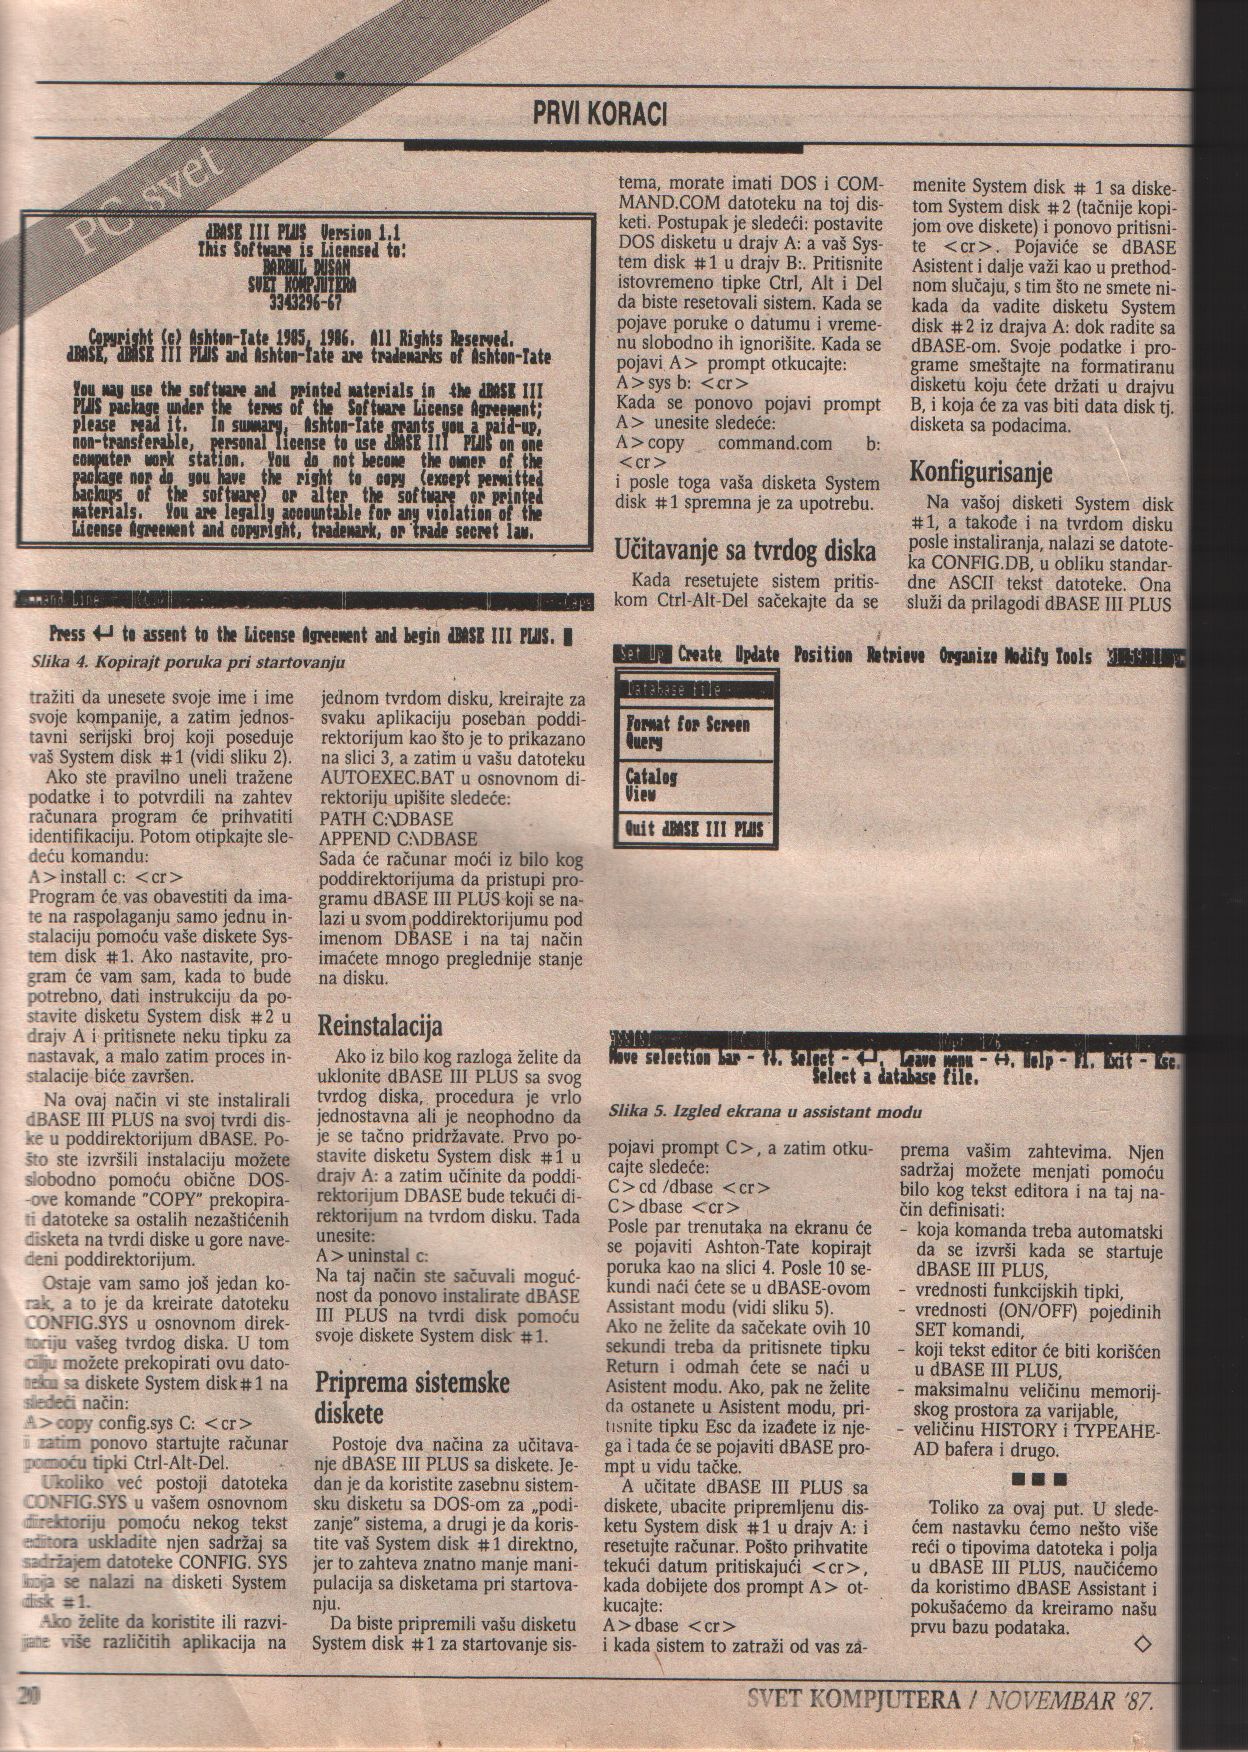 PRVI KORACI
PC svet
dBASE III PLUS Version 1.1
This Software is Licensed to:
DUSAN
SVET KOMPJUTERA
3343296-67
Copyright (c) Ashton-Tate 1985, 1986. All Rights Reserved.
dBASE, dBASE III PLUS and Ashton-Tate are trademarks of Ashton-Tate
You may use the software and printed materials in the dBASE III
PLUS package under the terms of the Software License Agreement;
please read it. In summary, Ashton-Tate grants you a paid-up,
non-transferable, personal license to use dBASE III PLUS on one
computer work station. You do not become the owner of the
package nor do you have the right to copy (except permitted
backups of the software) or alter the software or printed
materials. You are legally accountable for any violation of the
License Agreement and copyright, trademark, or trade secret law.
Press ↵ to assent to the License Agreement and begin dBASE III PLUS.
Slika 4. Kopirajt poruka pri startovanju
tražiti da unesete svoje ime i ime
svoje kompanije, a zatim jednos-
tavni serijski broj koji poseduje
vaš System disk #1 (vidi sliku 2).
Ako ste pravilno uneli tražene
podatke i to potvrdili na zahtev
računara program će prihvatiti
identifikaciju. Potom otipkajte sle-
deću komandu:
A>install c: <cr>
Program će vas obavestiti da ima-
te na raspolaganju samo jednu in-
stalaciju pomoću vaše diskete Sys-
tem disk #1. Ako nastavite, pro-
gram će vam sam, kada to bude
potrebno, dati instrukciju da po-
stavite disketu System disk #2 u
drajv A i pritisnete neku tipku za
nastavak, a malo zatim proces in-
stalacije biće završen.
Na ovaj način vi ste instalirali
dBASE III PLUS na svoj tvrdi dis-
ke u poddirektorijum dBASE. Po-
što ste izvršili instalaciju možete
slobodno pomoću obične DOS-
-ove komande "COPY" prekopira-
ti datoteke sa ostalih nezaštićenih
disketa na tvrdi diske u gore nave-
deni poddirektorijum.
Ostaje vam samo još jedan ko-
rak, a to je da kreirate datoteku
CONFIG.SYS u osnovnom direk-
toriju vašeg tvrdog diska. U tom
cilju možete prekopirati ovu dato-
teku sa diskete System disk#1 na
sledeći način:
A>copy config.sys C: <cr>
i zatim ponovo startujte računar
pomoću tipki Ctrl-Alt-Del.
Ukoliko već postoji datoteka
CONFIG.SYS u vašem osnovnom
direktoriju pomoću nekog tekst
editora uskladite njen sadržaj sa
sadržajem datoteke CONFIG. SYS
koja se nalazi na disketi System
disk #1.
Ako želite da koristite ili razvi-
jate više različitih aplikacija na
jednom tvrdom disku, kreirajte za
svaku aplikaciju poseban poddi-
rektorijum kao što je to prikazano
na slici 3, a zatim u vašu datoteku
AUTOEXEC.BAT u osnovnom di-
rektoriju upišite sledeće:
PATH C:\DBASE
APPEND C:\DBASE
Sada će računar moći iz bilo kog
poddirektorijuma da pristupi pro-
gramu dBASE III PLUS koji se na-
lazi u svom poddirektorijumu pod
imenom DBASE i na taj način
imaćete mnogo preglednije stanje
na disku.
Reinstalacija
Ako iz bilo kog razloga želite da
uklonite dBASE III PLUS sa svog
tvrdog diska, procedura je vrlo
jednostavna ali je neophodno da
je se tačno pridržavate. Prvo po-
stavite disketu System disk #1 u
drajv A: a zatim učinite da poddi-
rektorijum DBASE bude tekući di-
rektorijum na tvrdom disku. Tada
unesite:
A>uninstal c:
Na taj način ste sačuvali moguć-
nost da ponovo instalirate dBASE
III PLUS na tvrdi disk pomoću
svoje diskete System disk #1.
Priprema sistemske
diskete
Postoje dva načina za učitava-
nje dBASE III PLUS sa diskete. Je-
dan je da koristite zasebnu sistem-
sku disketu sa DOS-om za „podi-
zanje" sistema, a drugi je da koris-
tite vaš System disk #1 direktno,
jer to zahteva znatno manje mani-
pulacija sa disketama pri startova-
nju.
Da biste pripremili vašu disketu
System disk #1 za startovanje sis-
tema, morate imati DOS i COM-
MAND.COM datoteku na toj dis-
keti. Postupak je sledeći: postavite
DOS disketu u drajv A: a vaš Sys-
tem disk #1 u drajv B:. Pritisnite
istovremeno tipke Ctrl, Alt i Del
da biste resetovali sistem. Kada se
pojave poruke o datumu i vreme-
nu slobodno ih ignorišite. Kada se
pojavi A> prompt otkucajte:
A>sys b: <cr>
Kada se ponovo pojavi prompt
A> unesite sledeće:
A>copy command.com b:
<cr>
i posle toga vaša disketa System
disk #1 spremna je za upotrebu.
Učitavanje sa tvrdog diska
Kada resetujete sistem pritis-
kom Ctrl-Alt-Del sačekajte da se
menite System disk # 1 sa diske-
tom System disk #2 (tačnije kopi-
jom ove diskete) i ponovo pritisni-
te <cr>. Pojaviće se dBASE
Asistent i dalje važi kao u prethod-
nom slučaju, s tim što ne smete ni-
kada da vadite disketu System
disk #2 iz drajva A: dok radite sa
dBASE-om. Svoje podatke i pro-
grame smeštajte na formatiranu
disketu koju ćete držati u drajvu
B, i koja će za vas biti data disk tj.
disketa sa podacima.
Konfigurisanje
Na vašoj disketi System disk
#1, a takođe i na tvrdom disku
posle instaliranja, nalazi se datote-
ka CONFIG.DB, u obliku standar-
dne ASCII tekst datoteke. Ona
služi da prilagodi dBASE III PLUS
Set Up Create Update Position Retrieve Organize Modify Tools
Database file
Format for Screen
Query
Catalog
View
Quit dBASE III PLUS
Move selection bar - ↑↓. Select - ↵. Leave menu - ↔. Help - F1. Exit - Esc.
Select a database file.
Slika 5. Izgled ekrana u assistant modu
pojavi prompt C>, a zatim otku-
cajte sledeće:
C>cd /dbase <cr>
C>dbase <cr>
Posle par trenutaka na ekranu će
se pojaviti Ashton-Tate kopirajt
poruka kao na slici 4. Posle 10 se-
kundi naći ćete se u dBASE-ovom
Assistant modu (vidi sliku 5).
Ako ne želite da sačekate ovih 10
sekundi treba da pritisnete tipku
Return i odmah ćete se naći u
Asistent modu. Ako, pak ne želite
da ostanete u Asistent modu, pri-
tisnite tipku Esc da izađete iz nje-
ga i tada će se pojaviti dBASE pro-
mpt u vidu tačke.
A učitate dBASE III PLUS sa
diskete, ubacite pripremljenu dis-
ketu System disk #1 u drajv A: i
resetujte računar. Pošto prihvatite
tekući datum pritiskajući <cr>,
kada dobijete dos prompt A> ot-
kucajte:
A>dbase <cr>
i kada sistem to zatraži od vas za-
prema vašim zahtevima. Njen
sadržaj možete menjati pomoću
bilo kog tekst editora i na taj na-
čin definisati:
- koja komanda treba automatski
da se izvrši kada se startuje
dBASE III PLUS,
- vrednosti funkcijskih tipki,
- vrednosti (ON/OFF) pojedinih
SET komandi,
- koji tekst editor će biti korišćen
u dBASE III PLUS,
- maksimalnu veličinu memorij-
skog prostora za varijable,
- veličinu HISTORY i TYPEAHE-
AD bafera i drugo.
Toliko za ovaj put. U slede-
ćem nastavku ćemo nešto više
reći o tipovima datoteka i polja
u dBASE III PLUS, naučićemo
da koristimo dBASE Assistant i
pokušaćemo da kreiramo našu
prvu bazu podataka.
20
SVET KOMPJUTERA / NOVEMBAR '87.